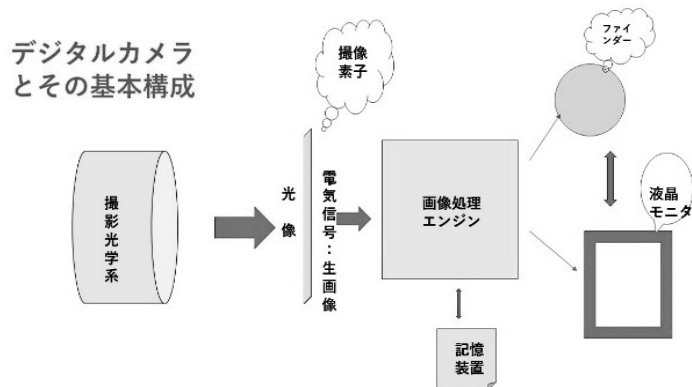 デジタルカメラ
とその基本構成
撮影光学系
光像
撮像
素子
電気信号：生画像
画像処理
エンジン
記憶
装置
ファイ
ンダー
液晶
モニタ